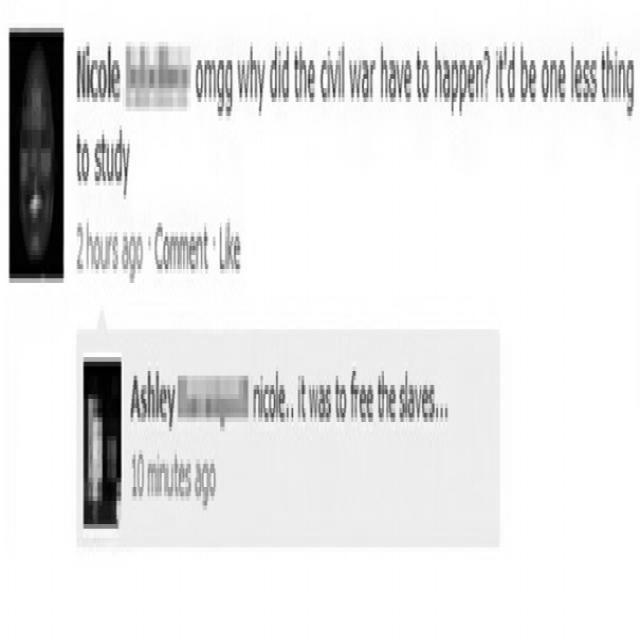 Nicole omgg why did the civil war have to happen? it'd be one less thing
to study
2 hours ago · Comment · Like
Ashley nicole.. it was to free the slaves...
10 minutes ago